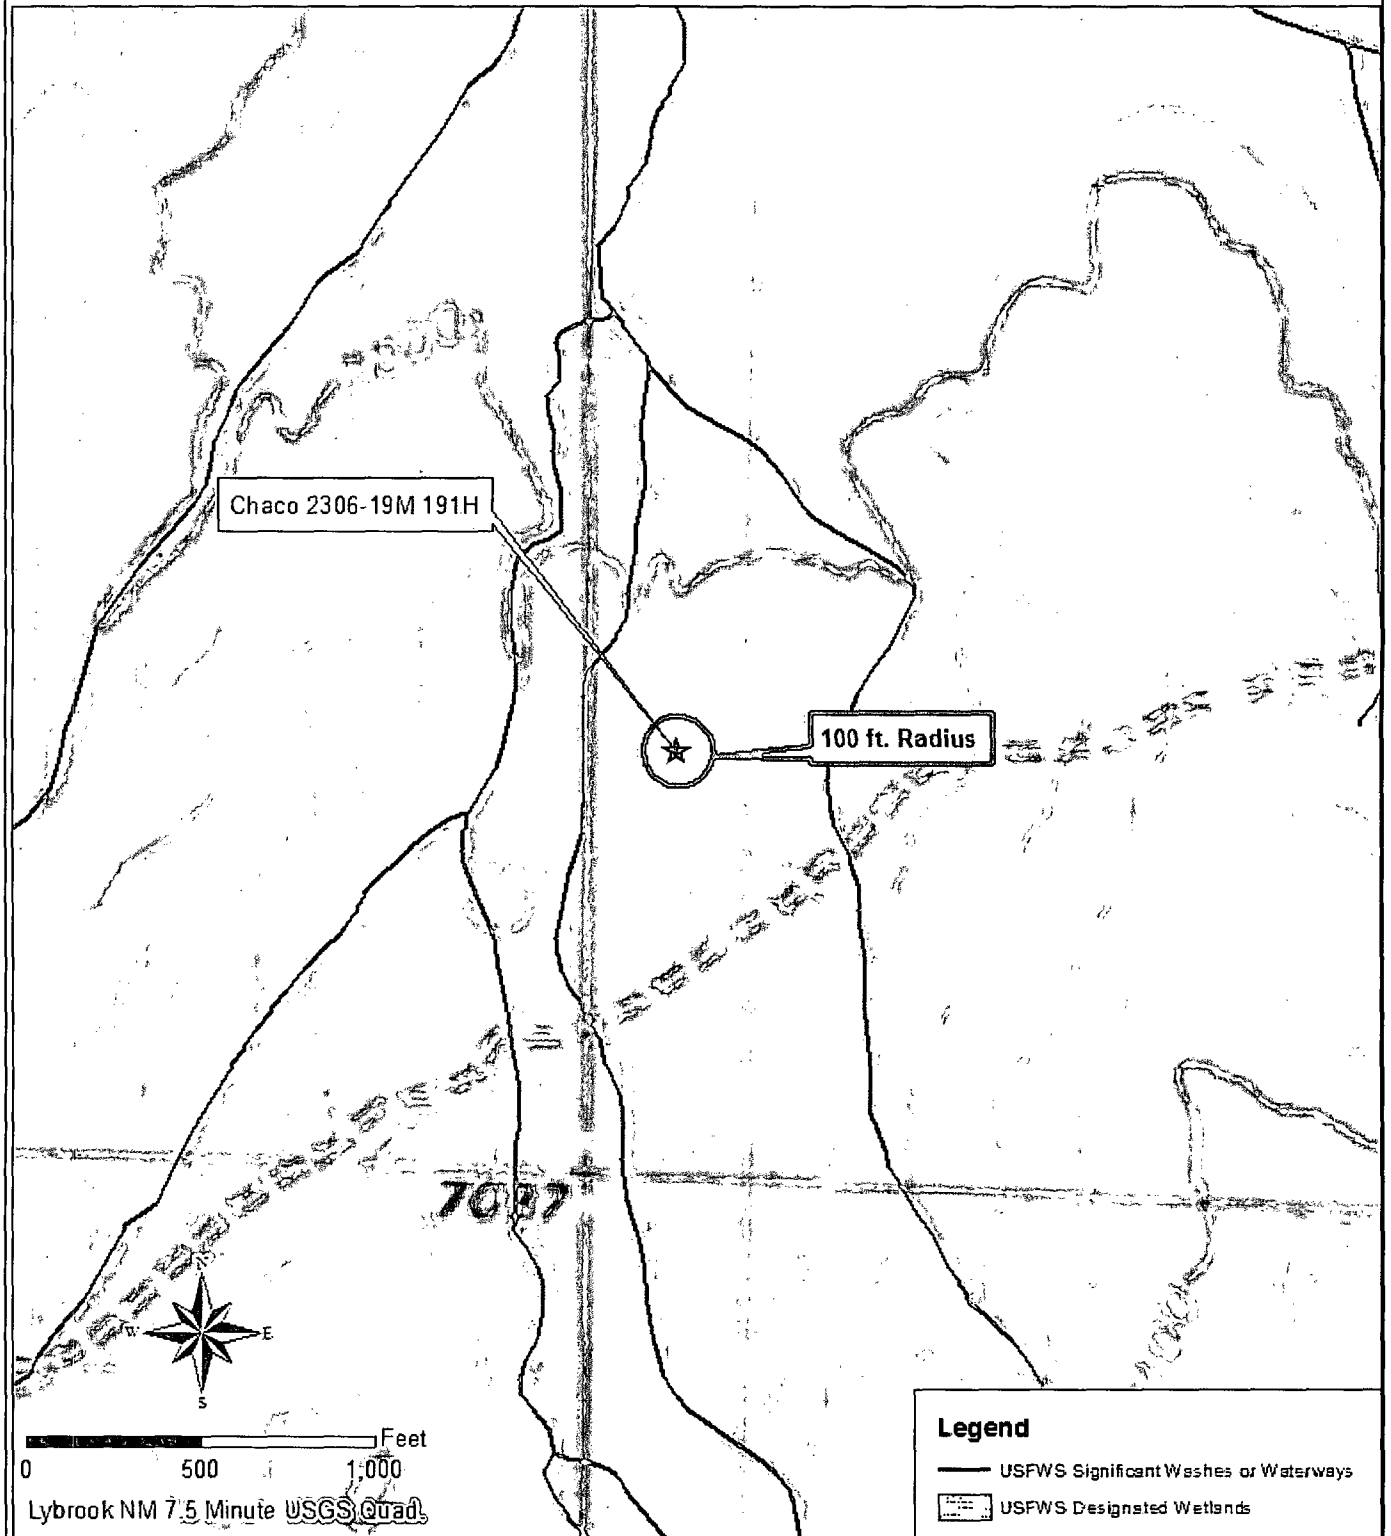 Chaco 2306-19M 191H
100 ft. Radius
N
W
E
S
Feet
0 500 1,000
Lybrook NM 7.5 Minute USGS Quad.
Legend
USFWS Significant Washes or Waterways
USFWS Designated Wetlands